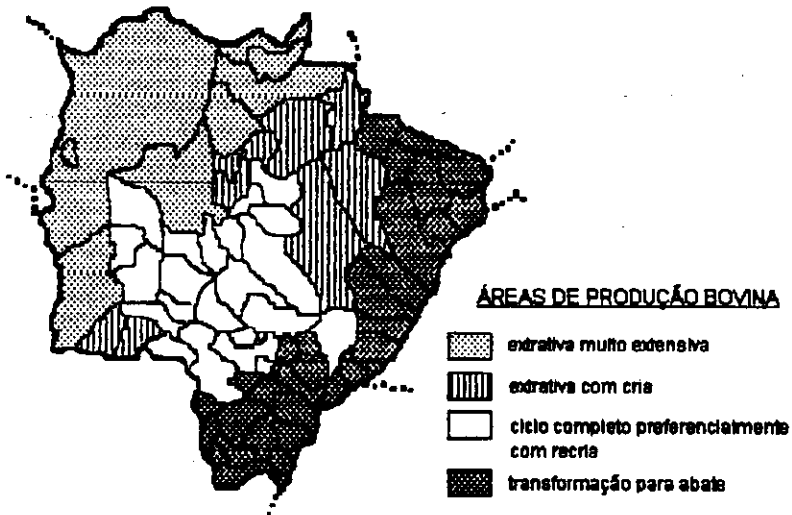 ÁREAS DE PRODUÇÃO BOVINA
extrativa muito extensiva
extrativa com cria
ciclo completo preferencialmente
com recria
transformação para abate